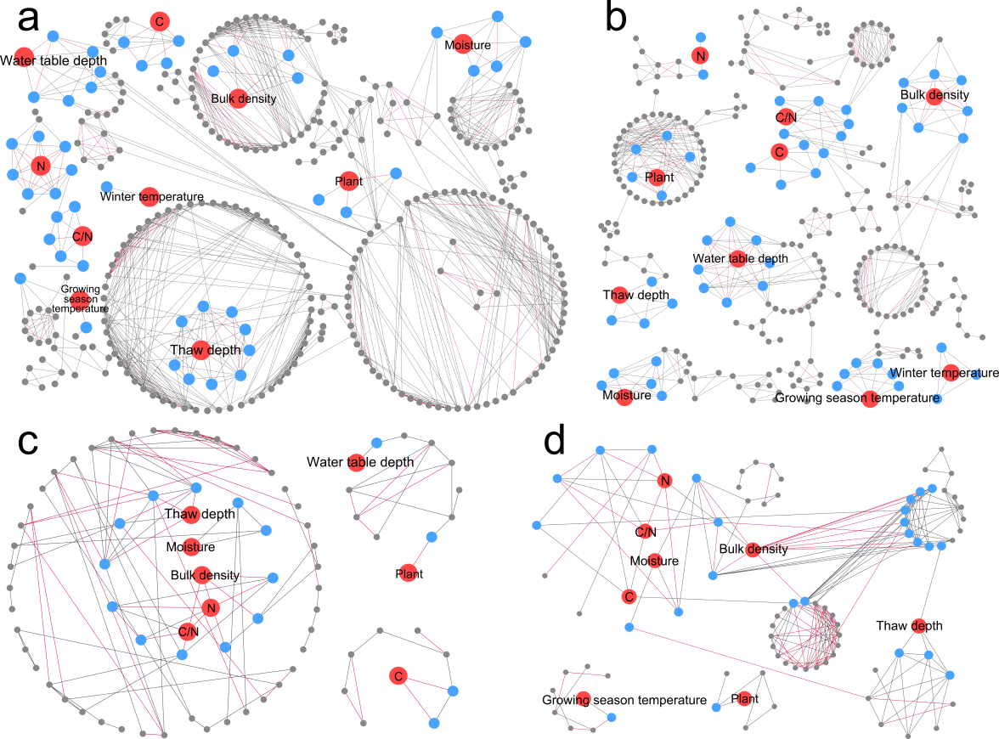 a
C
Water table depth
Moisture
Bulk density
N
Plant
Winter temperature
C/N
Growing
season
temperature
Thaw depth
b
N
Bulk density
C/N
C
Plant
Water table depth
Thaw depth
Moisture
Winter temperature
Growing season temperature
c
Water table depth
Thaw depth
Moisture
Bulk density
Plant
N
C/N
C
d
N
C/N
Bulk density
Moisture
C
Thaw depth
Growing season temperature
Plant